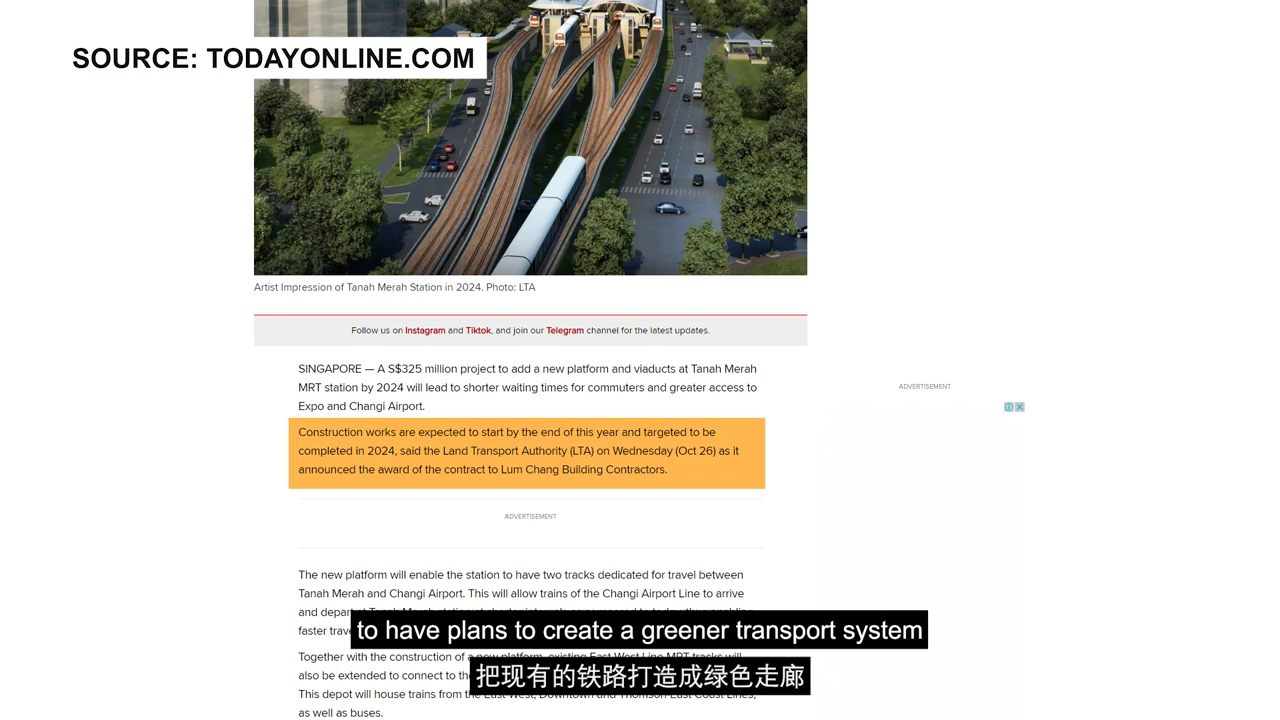 SOURCE: TODAYONLINE.COM
Artist Impression of Tanah Merah Station in 2024. Photo: LTA
Follow us on Instagram and Tiktok, and join our Telegram channel for the latest updates.
SINGAPORE — A S$325 million project to add a new platform and viaducts at Tanah Merah
MRT station by 2024 will lead to shorter waiting times for commuters and greater access to
Expo and Changi Airport.
ADVERTISEMENT
Construction works are expected to start by the end of this year and targeted to be
completed in 2024, said the Land Transport Authority (LTA) on Wednesday (Oct 26) as it
announced the award of the contract to Lum Chang Building Contractors.
ADVERTISEMENT
The new platform will enable the station to have two tracks dedicated for travel between
Tanah Merah and Changi Airport. This will allow trains of the Changi Airport Line to arrive
and depart
faster
to have plans to create a greener transport system
Together with the construction of a
also be extended to connect to the
把现有的铁路打造成绿色走廊
This depot will house trains from the East-West, Downtown and Thomson-East Coast Lines,
as well as buses.